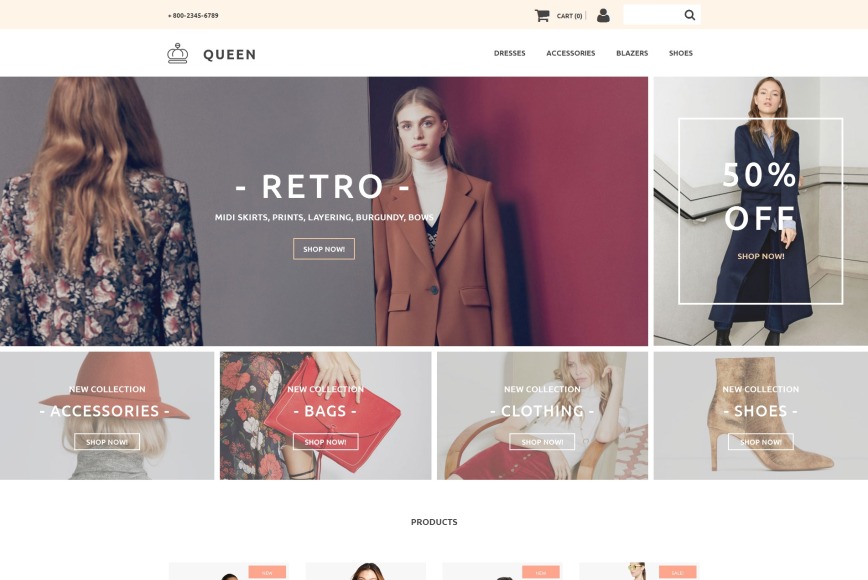 + 800-2345-6789
CART (0)
QUEEN
DRESSES ACCESSORIES BLAZERS SHOES
- RETRO -
MIDI SKIRTS, PRINTS, LAYERING, BURGUNDY, BOWS
SHOP NOW!
50%
OFF
SHOP NOW!
NEW COLLECTION
- ACCESSORIES -
SHOP NOW!
NEW COLLECTION
- BAGS -
SHOP NOW!
NEW COLLECTION
- CLOTHING -
SHOP NOW!
NEW COLLECTION
- SHOES -
SHOP NOW!
PRODUCTS
NEW
NEW
SALE